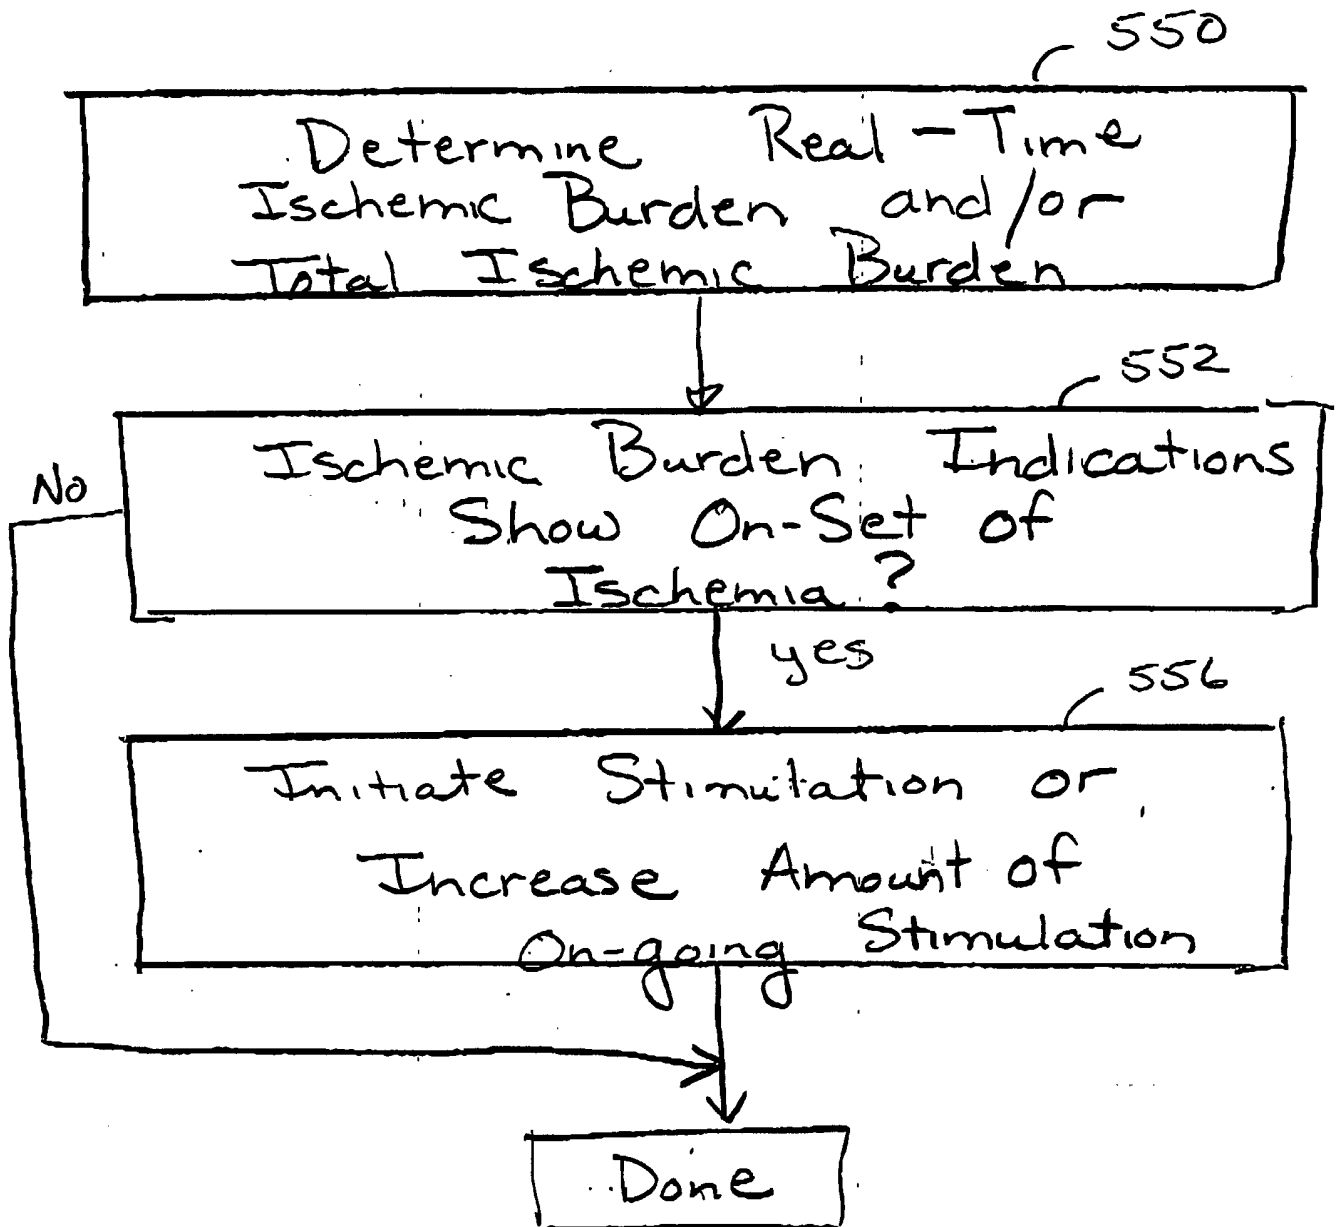 550
Determine Real-Time
Ischemic Burden and/or
Total Ischemic Burden
552
Ischemic Burden Indications
Show On-Set of
Ischemia?
No
yes
556
Initiate Stimulation or
Increase Amount of
On-going Stimulation
Done